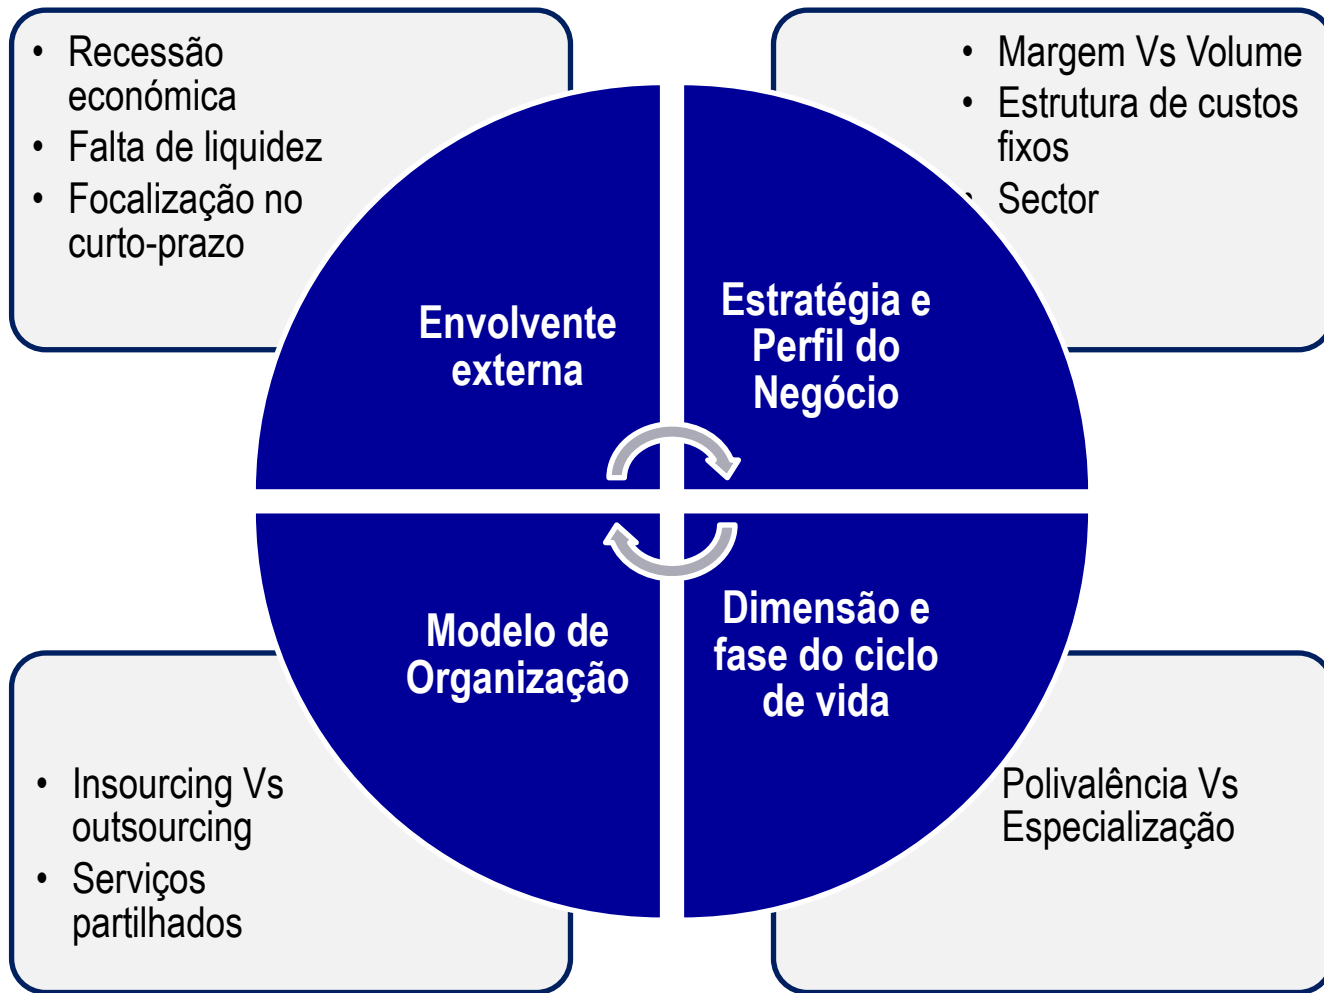 • Recessão
económica
• Falta de liquidez
• Focalização no
curto-prazo
• Margem Vs Volume
• Estrutura de custos
fixos
• Sector
Envolvente
externa
Estratégia e
Perfil do
Negócio
Modelo de
Organização
Dimensão e
fase do ciclo
de vida
• Insourcing Vs
outsourcing
• Serviços
partilhados
Polivalência Vs
Especialização